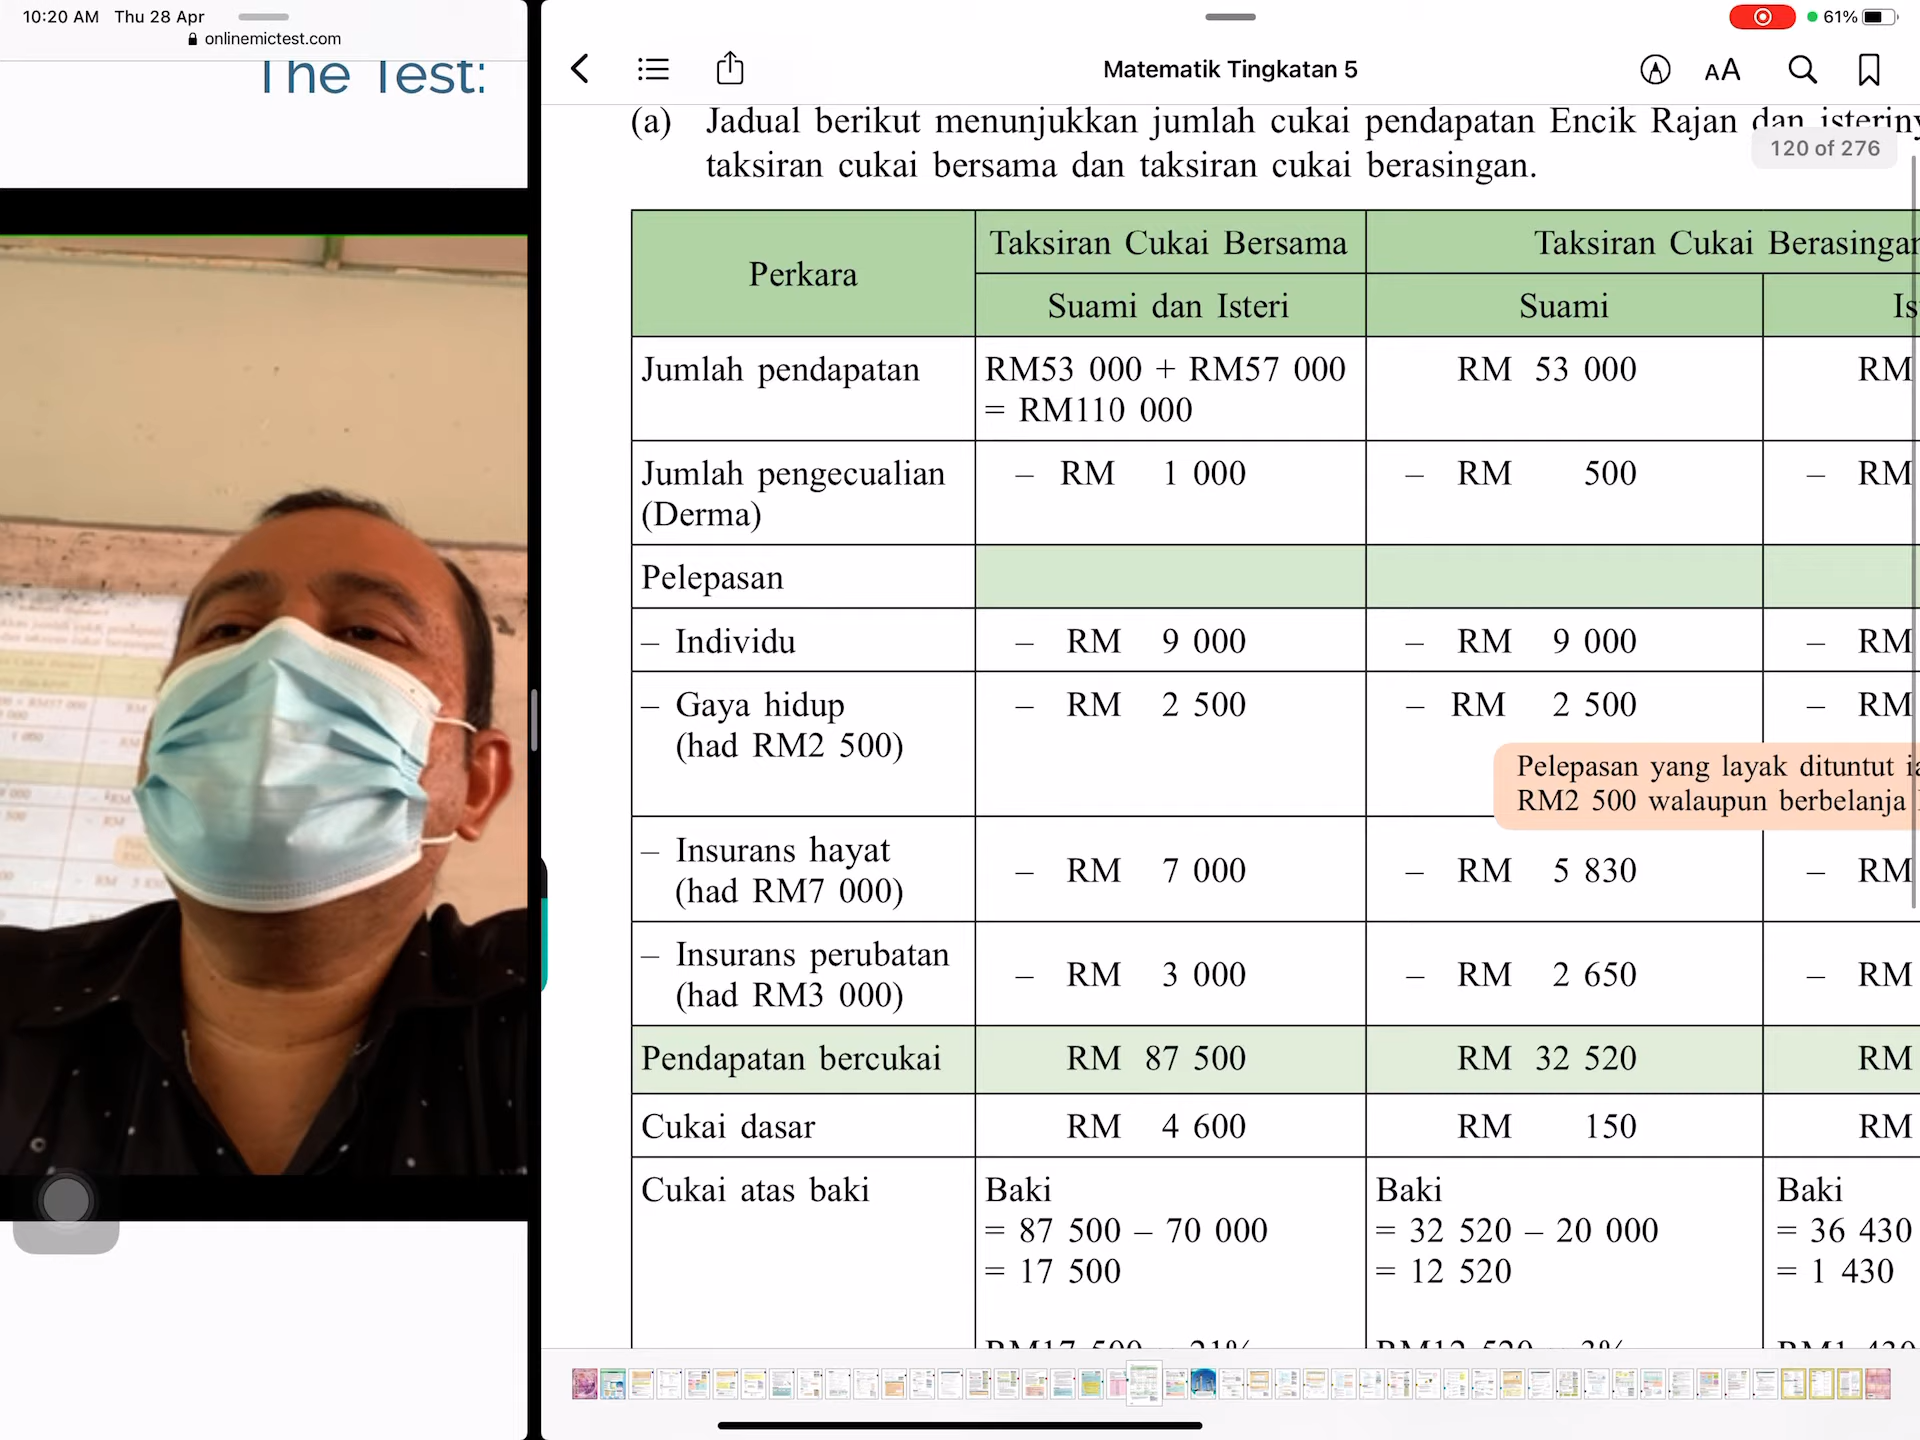 10:20 AM Thu 28 Apr
onlinemictest.com
The Test:
61%
Matematik Tingkatan 5
AA
120 of 276
(a) Jadual berikut menunjukkan jumlah cukai pendapatan Encik Rajan dan
taksiran cukai bersama dan taksiran cukai berasingan.
Perkara
Taksiran Cukai Bersama
Taksiran Cukai Berasingan
Suami dan Isteri
Suami
Is
Jumlah pendapatan
RM53 000 + RM57 000
= RM110 000
RM 53 000
RM
Jumlah pengecualian
(Derma)
– RM 1 000
– RM 500
– RM
Pelepasan
– Individu
– RM 9 000
– RM 9 000
– RM
– Gaya hidup
(had RM2 500)
– RM 2 500
– RM 2 500
– RM
Pelepasan yang layak dituntut
RM2 500 walaupun berbelanja
– Insurans hayat
(had RM7 000)
– RM 7 000
– RM 5 830
– RM
– Insurans perubatan
(had RM3 000)
– RM 3 000
– RM 2 650
– RM
Pendapatan bercukai
RM 87 500
RM 32 520
RM
Cukai dasar
RM 4 600
RM 150
RM
Cukai atas baki
Baki
= 87 500 – 70 000
= 17 500
Baki
= 32 520 – 20 000
= 12 520
Baki
= 36 430
= 1 430